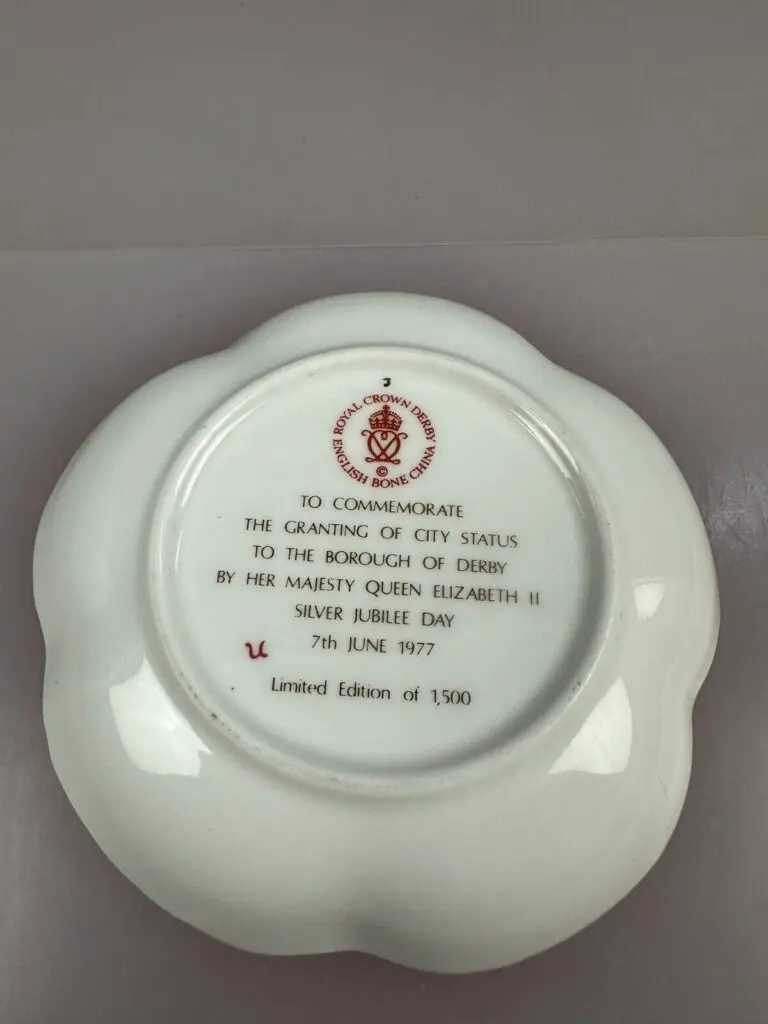 J
ROYAL CROWN DERBY
ENGLISH BONE CHINA
©
TO COMMEMORATE
THE GRANTING OF CITY STATUS
TO THE BOROUGH OF DERBY
BY HER MAJESTY QUEEN ELIZABETH II
SILVER JUBILEE DAY
7th JUNE 1977
u
Limited Edition of 1,500